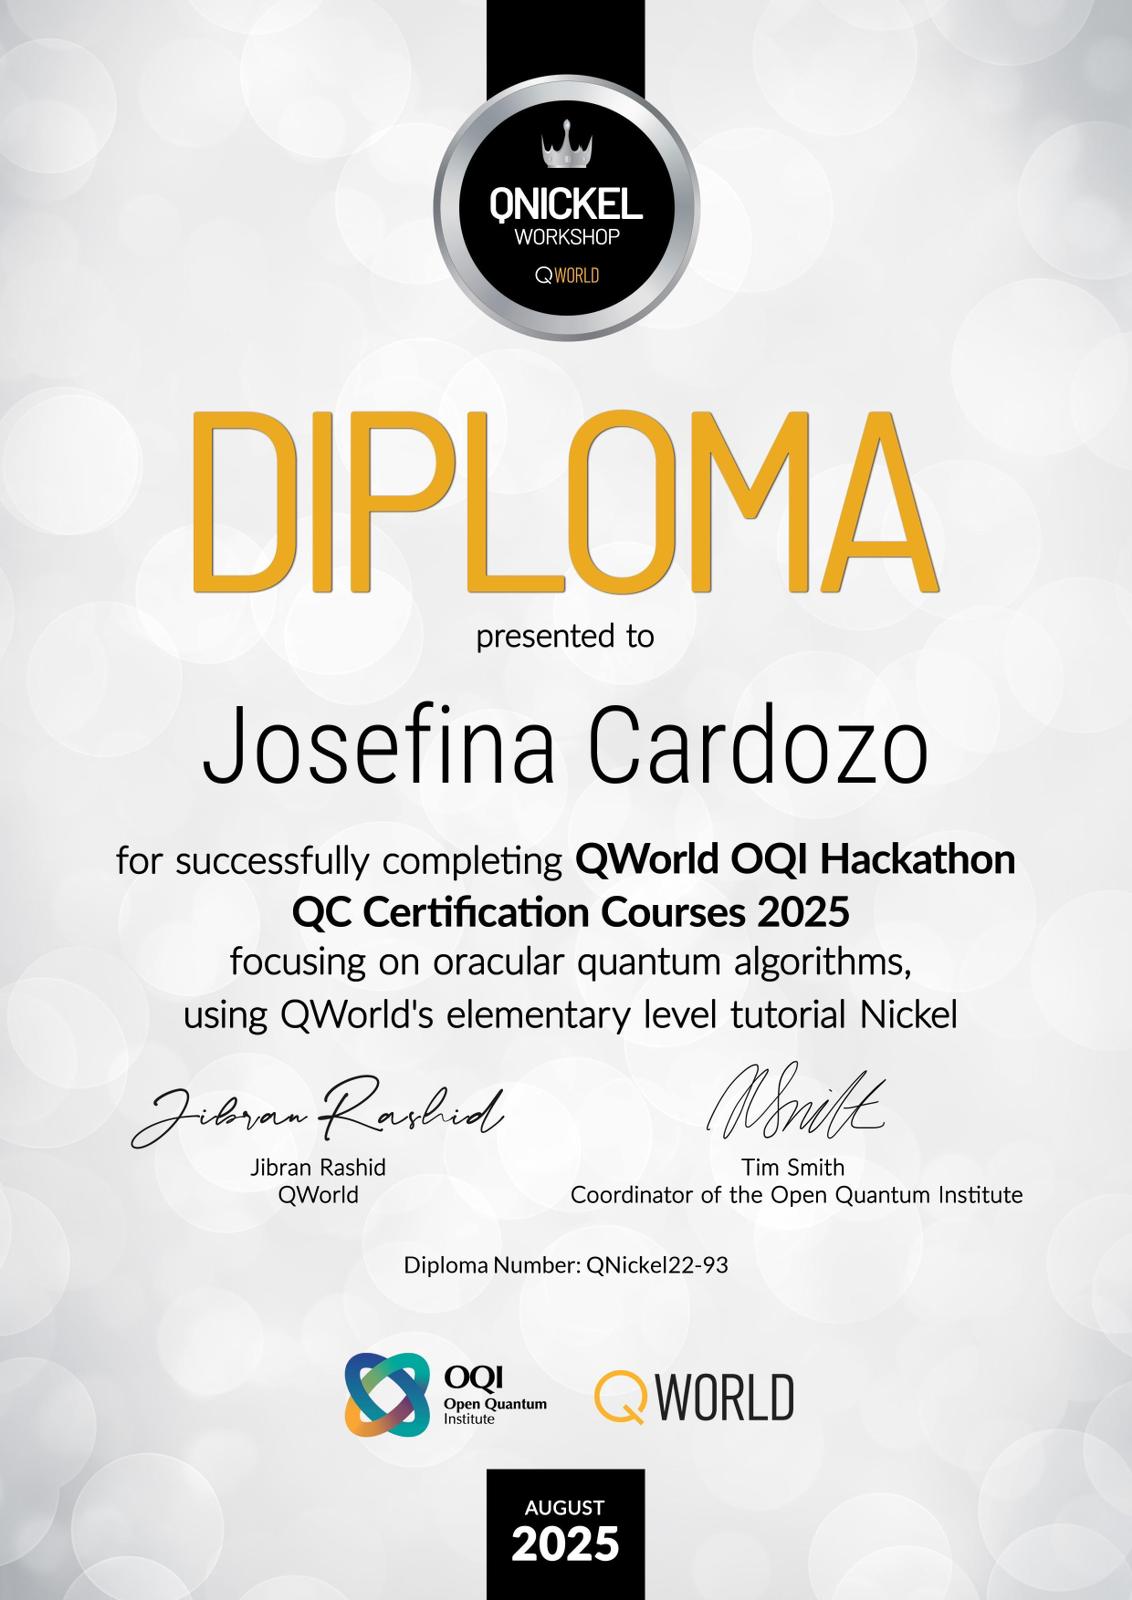 QNICKEL
WORKSHOP
QWORLD
DIPLOMA
presented to
Josefina Cardozo
for successfully completing QWorld OQI Hackathon
QC Certification Courses 2025
focusing on oracular quantum algorithms,
using QWorld's elementary level tutorial Nickel
Jibran Rashid
Jibran Rashid
QWorld
TSmith
Tim Smith
Coordinator of the Open Quantum Institute
Diploma Number: QNickel22-93
OQI
Open Quantum
Institute
QWORLD
AUGUST
2025